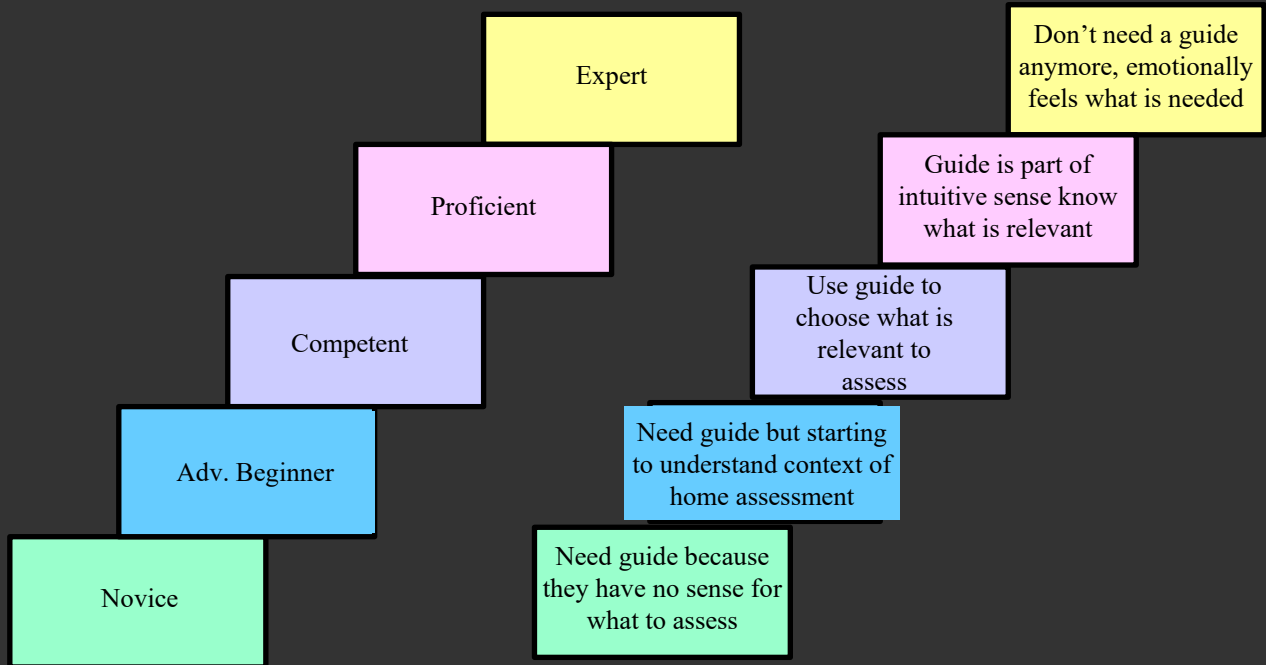 Expert
Don’t need a guide
anymore, emotionally
feels what is needed
Proficient
Guide is part of
intuitive sense know
what is relevant
Competent
Use guide to
choose what is
relevant to
assess
Adv. Beginner
Need guide but starting
to understand context of
home assessment
Novice
Need guide because
they have no sense for
what to assess